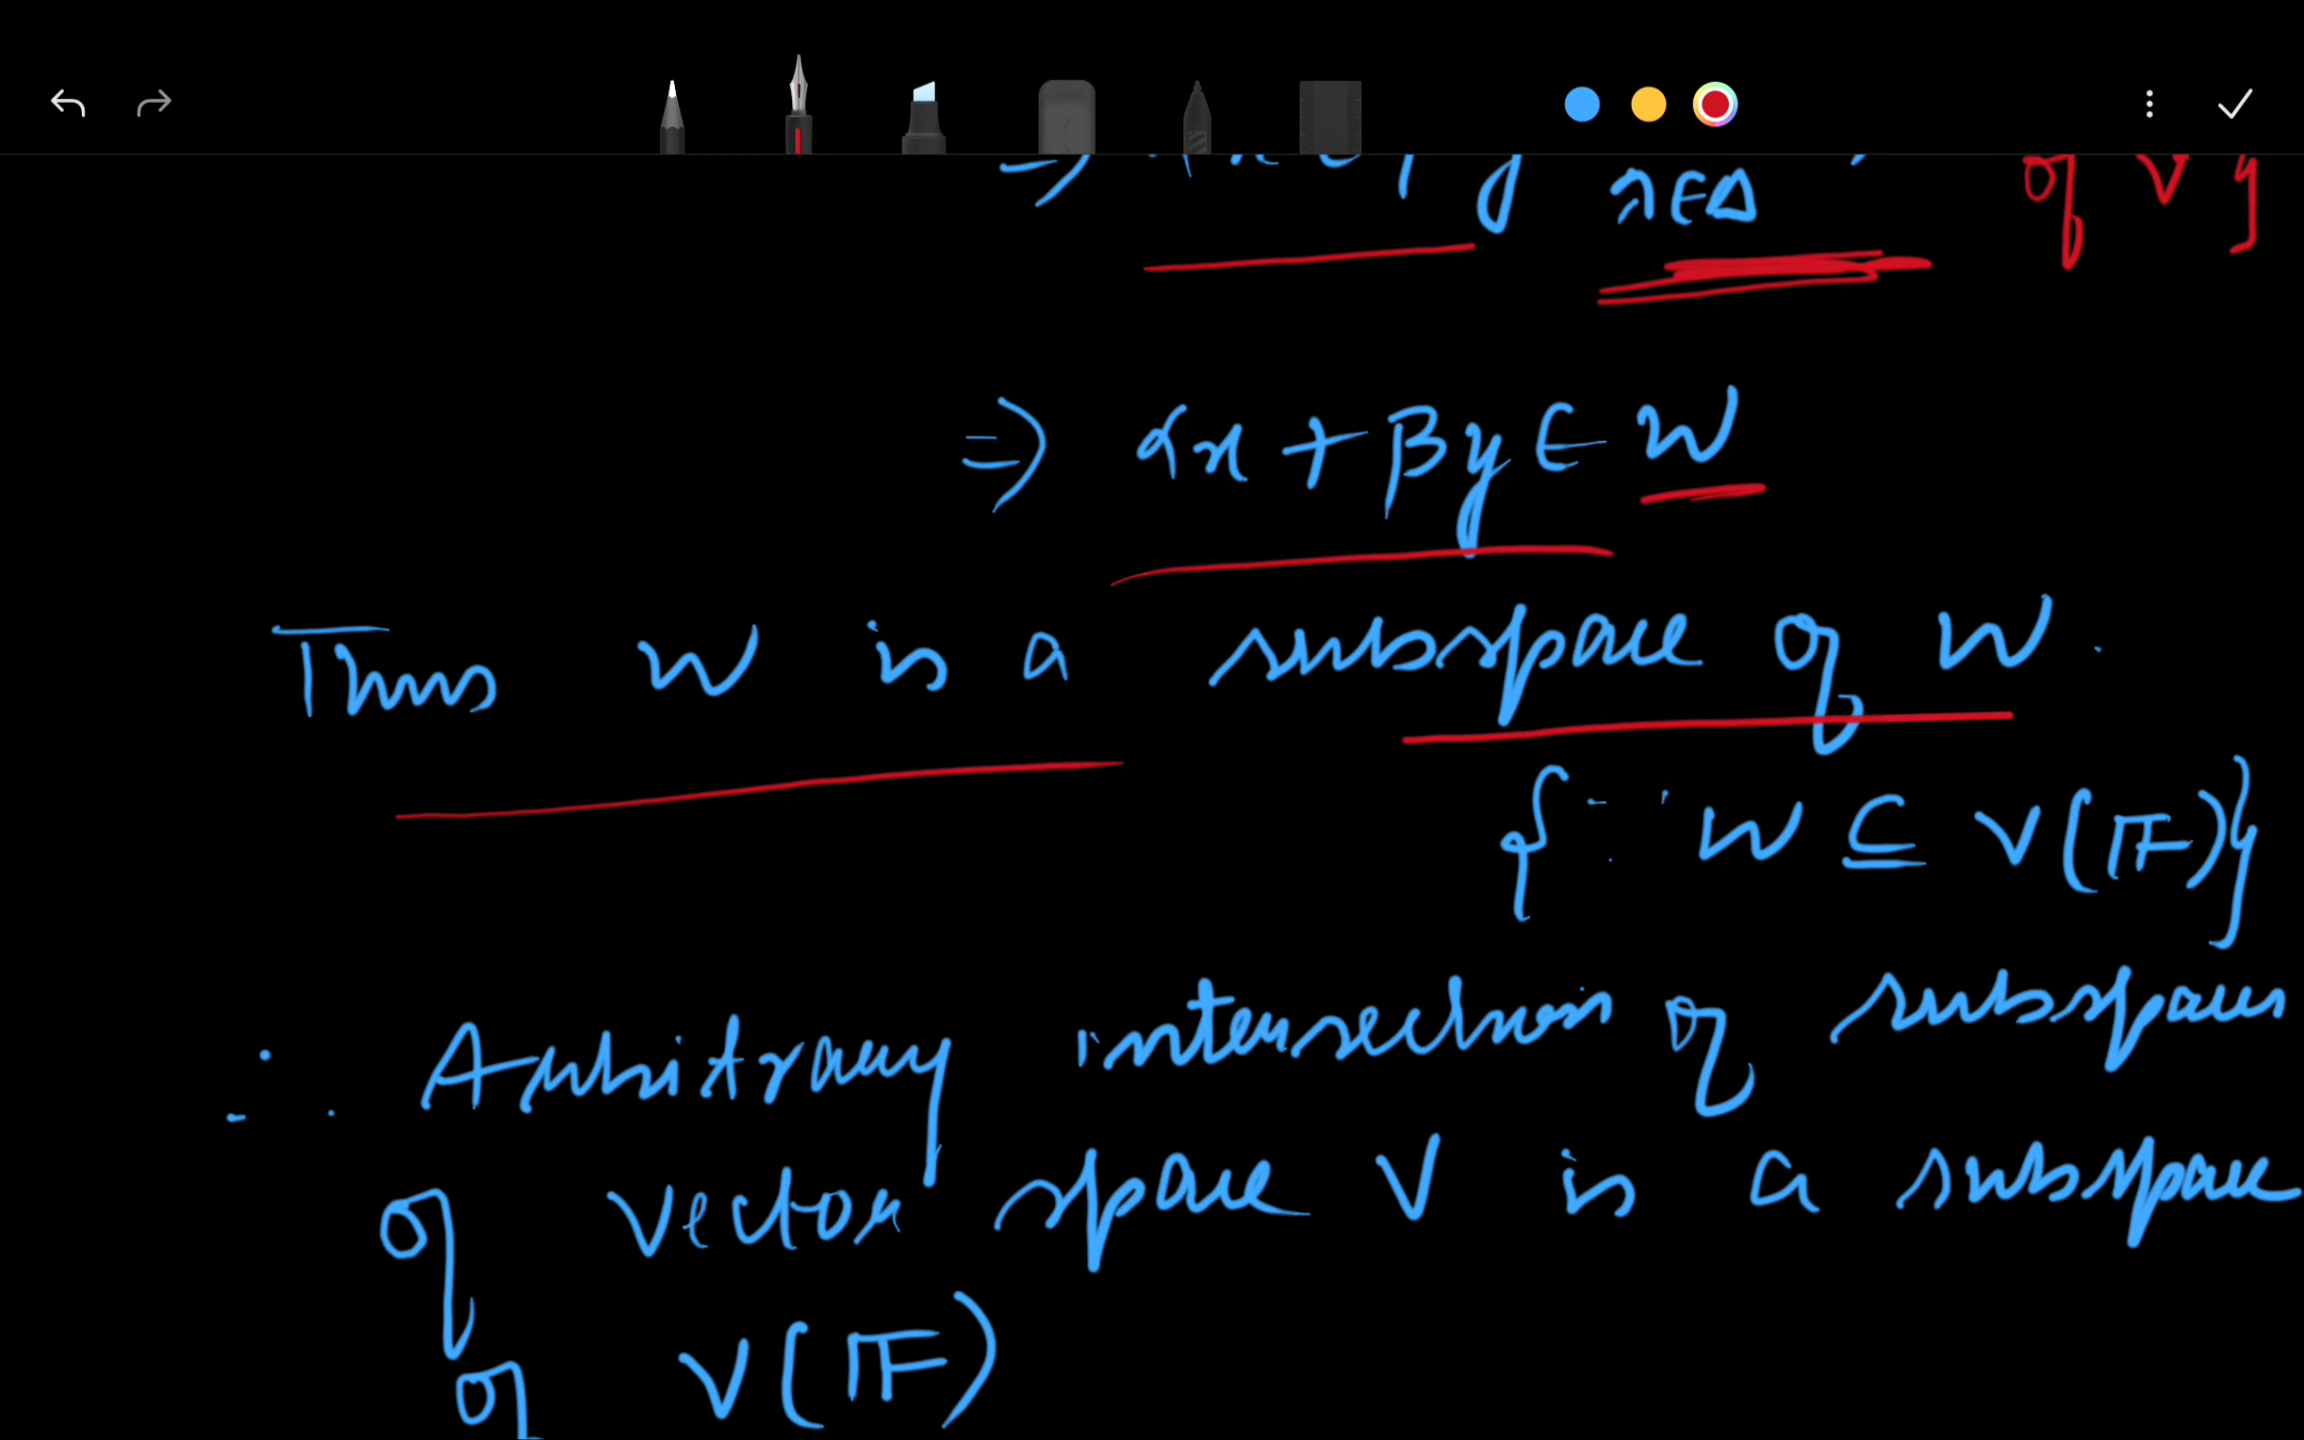 λ∈Δ of V }
⇒ αx + βy ∈ W
Thus W is a subspace of W.
{∵ W ⊆ V(F)}
∴ Arbitrary intersection of subspaces
of vector space V is a subspace
of V(F)